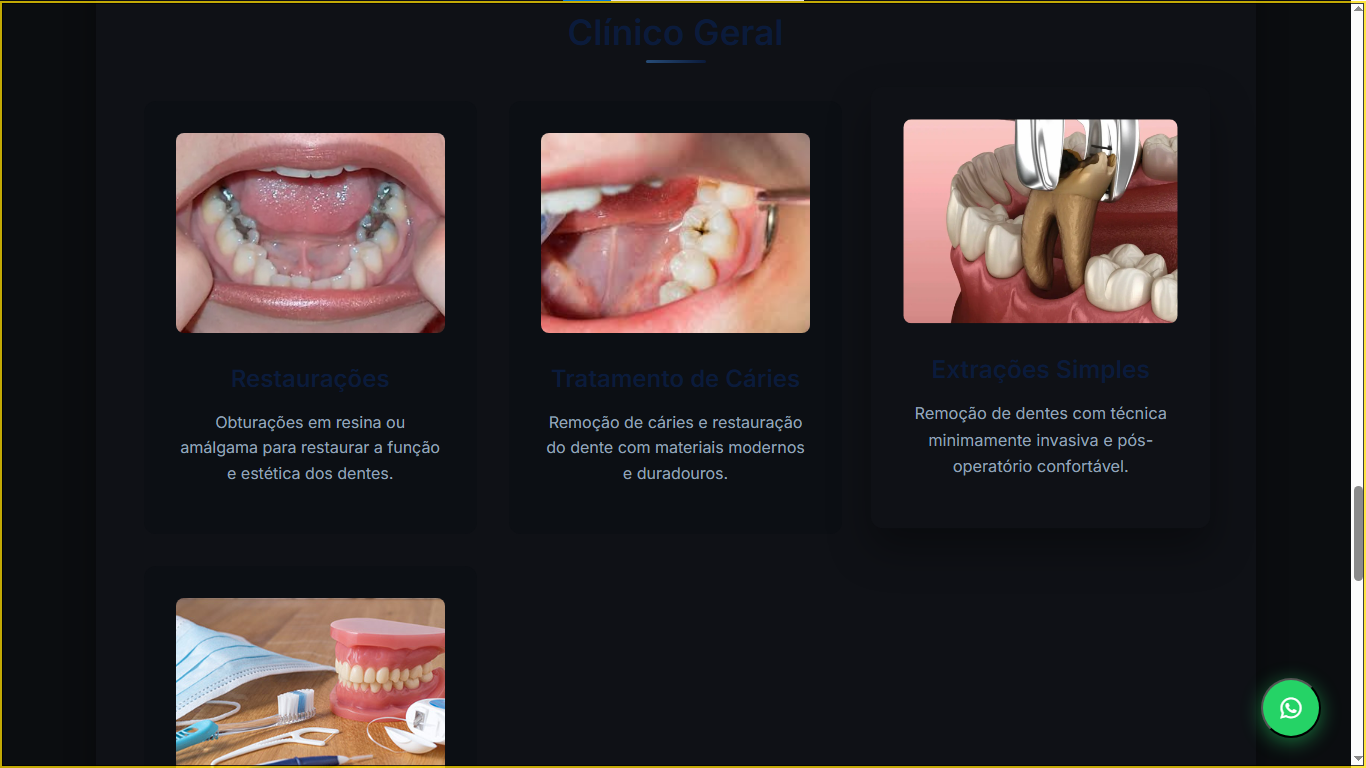 Clínico Geral
Restaurações
Obturações em resina ou
amálgama para restaurar a função
e estética dos dentes.
Tratamento de Cáries
Remoção de cáries e restauração
do dente com materiais modernos
e duradouros.
Extrações Simples
Remoção de dentes com técnica
minimamente invasiva e pós-
operatório confortável.